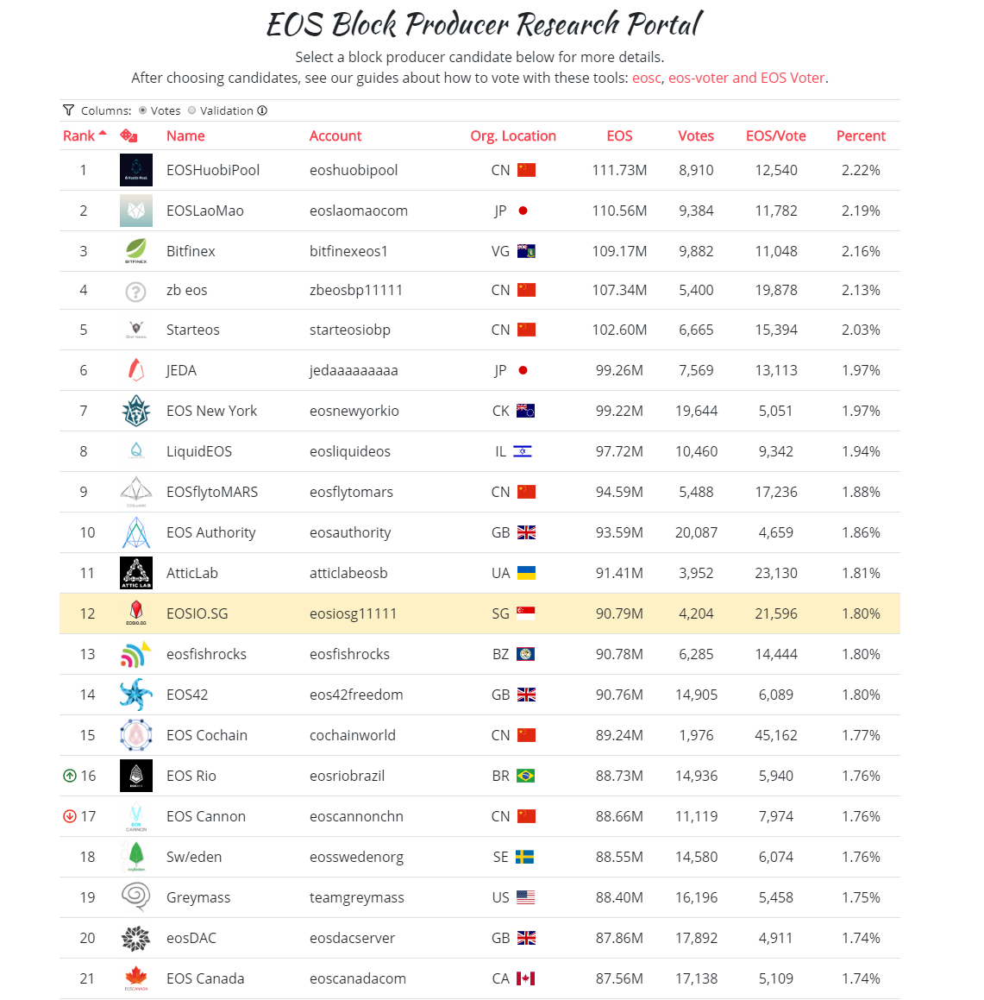 EOS Block Producer Research Portal
Select a block producer candidate below for more details.
After choosing candidates, see our guides about how to vote with these tools: eosc, eos-voter and EOS Voter.
Columns: Votes Validation
Rank Name Account Org. Location EOS Votes EOS/Vote Percent
1 EOSHuobiPool eoshuobipool CN 111.73M 8,910 12,540 2.22%
2 EOSLaoMao eoslaomaocom JP 110.56M 9,384 11,782 2.19%
3 BITFINEX Bitfinex bitfinexeos1 VG 109.17M 9,882 11,048 2.16%
4 ? zb eos zbeosbp11111 CN 107.34M 5,400 19,878 2.13%
5 Starteos starteosiobp CN 102.60M 6,665 15,394 2.03%
6 JEDA jedaaaaaaaaa JP 99.26M 7,569 13,113 1.97%
7 EOS New York eosnewyorkio CK 99.22M 19,644 5,051 1.97%
8 LiquidEOS eosliquideos IL 97.72M 10,460 9,342 1.94%
9 EOSflytoMARS eosflytomars CN 94.59M 5,488 17,236 1.88%
10 EOS Authority eosauthority GB 93.59M 20,087 4,659 1.86%
11 ATTIC LAB AtticLab atticlabeosb UA 91.41M 3,952 23,130 1.81%
12 EOSIO.SG EOSIO.SG eosiosg11111 SG 90.79M 4,204 21,596 1.80%
13 eosfishrocks eosfishrocks BZ 90.78M 6,285 14,444 1.80%
14 EOS42 eos42freedom GB 90.76M 14,905 6,089 1.80%
15 EOS Cochain cochainworld CN 89.24M 1,976 45,162 1.77%
16 EOS Rio eosriobrazil BR 88.73M 14,936 5,940 1.76%
17 EOS CANNON EOS Cannon eoscannonchn CN 88.66M 11,119 7,974 1.76%
18 Sw/eden eosswedenorg SE 88.55M 14,580 6,074 1.76%
19 Greymass teamgreymass US 88.40M 16,196 5,458 1.75%
20 eosDAC eosdacserver GB 87.86M 17,892 4,911 1.74%
21 EOSCANADA EOS Canada eoscanadacom CA 87.56M 17,138 5,109 1.74%